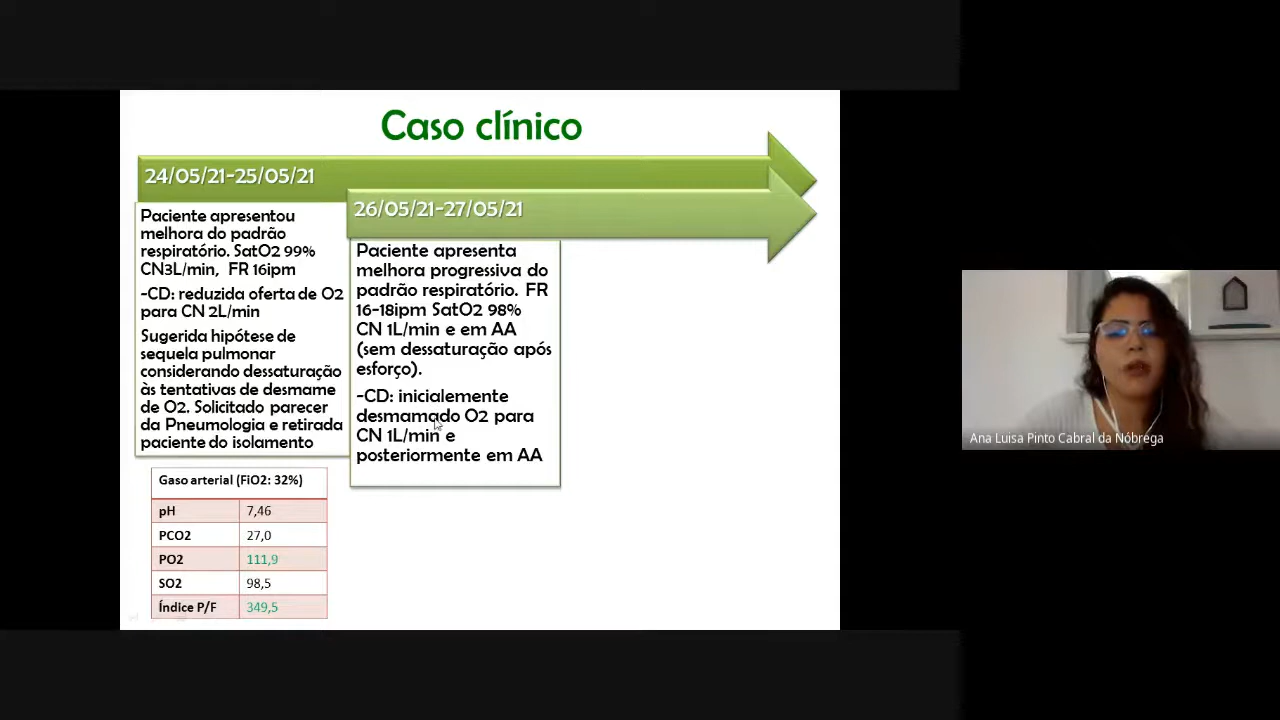 Caso clínico
24/05/21-25/05/21
Paciente apresentou
melhora do padrão
respiratório. SatO2 99%
CN3L/min, FR 16ipm
-CD: reduzida oferta de O2
para CN 2L/min
Sugerida hipótese de
sequela pulmonar
considerando dessaturação
às tentativas de desmame
de O2. Solicitado parecer
da Pneumologia e retirada
paciente do isolamento
26/05/21-27/05/21
Paciente apresenta
melhora progressiva do
padrão respiratório. FR
16-18ipm SatO2 98%
CN 1L/min e em AA
(sem dessaturação após
esforço).
-CD: inicialemente
desmamado O2 para
CN 1L/min e
posteriormente em AA
Gaso arterial (FiO2: 32%)
pH 7,46
PCO2 27,0
PO2 111,9
SO2 98,5
Índice P/F 349,5
Ana Luisa Pinto Cabral da Nóbrega